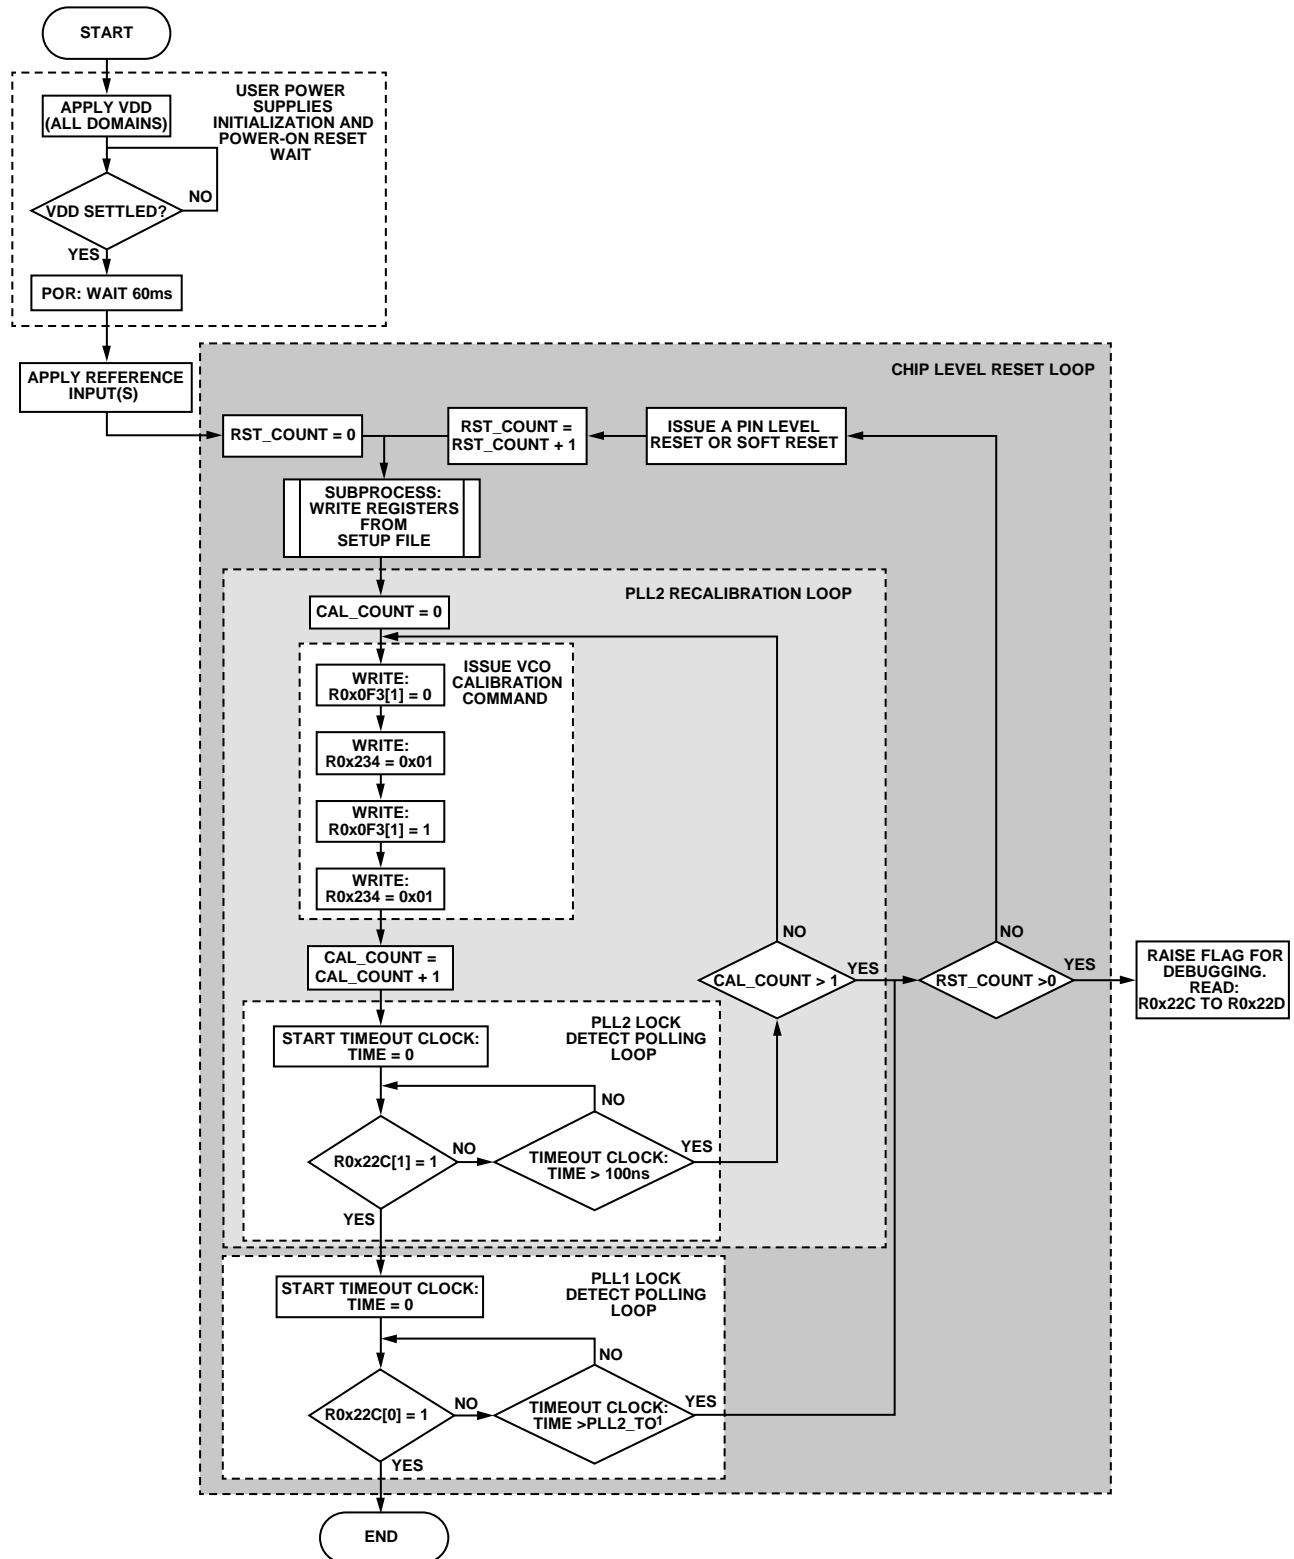 START
USER POWER
SUPPLIES
INITIALIZATION AND
POWER-ON RESET
WAIT
APPLY VDD
(ALL DOMAINS)
NO
VDD SETTLED?
YES
POR: WAIT 60ms
APPLY REFERENCE
INPUT(S)
CHIP LEVEL RESET LOOP
RST_COUNT = 0
RST_COUNT =
RST_COUNT + 1
ISSUE A PIN LEVEL
RESET OR SOFT RESET
SUBPROCESS:
WRITE REGISTERS
FROM
SETUP FILE
PLL2 RECALIBRATION LOOP
CAL_COUNT = 0
ISSUE VCO
CALIBRATION
COMMAND
WRITE:
R0x0F3[1] = 0
WRITE:
R0x234 = 0x01
WRITE:
R0x0F3[1] = 1
WRITE:
R0x234 = 0x01
CAL_COUNT =
CAL_COUNT + 1
NO
CAL_COUNT > 1
YES
NO
RST_COUNT >0
YES
RAISE FLAG FOR
DEBUGGING.
READ:
R0x22C TO R0x22D
PLL2 LOCK
DETECT POLLING
LOOP
START TIMEOUT CLOCK:
TIME = 0
NO
R0x22C[1] = 1
NO
TIMEOUT CLOCK:
TIME > 100ns
YES
YES
PLL1 LOCK
DETECT POLLING
LOOP
START TIMEOUT CLOCK:
TIME = 0
NO
R0x22C[0] = 1
NO
TIMEOUT CLOCK:
TIME >PLL2_TO1
YES
YES
END